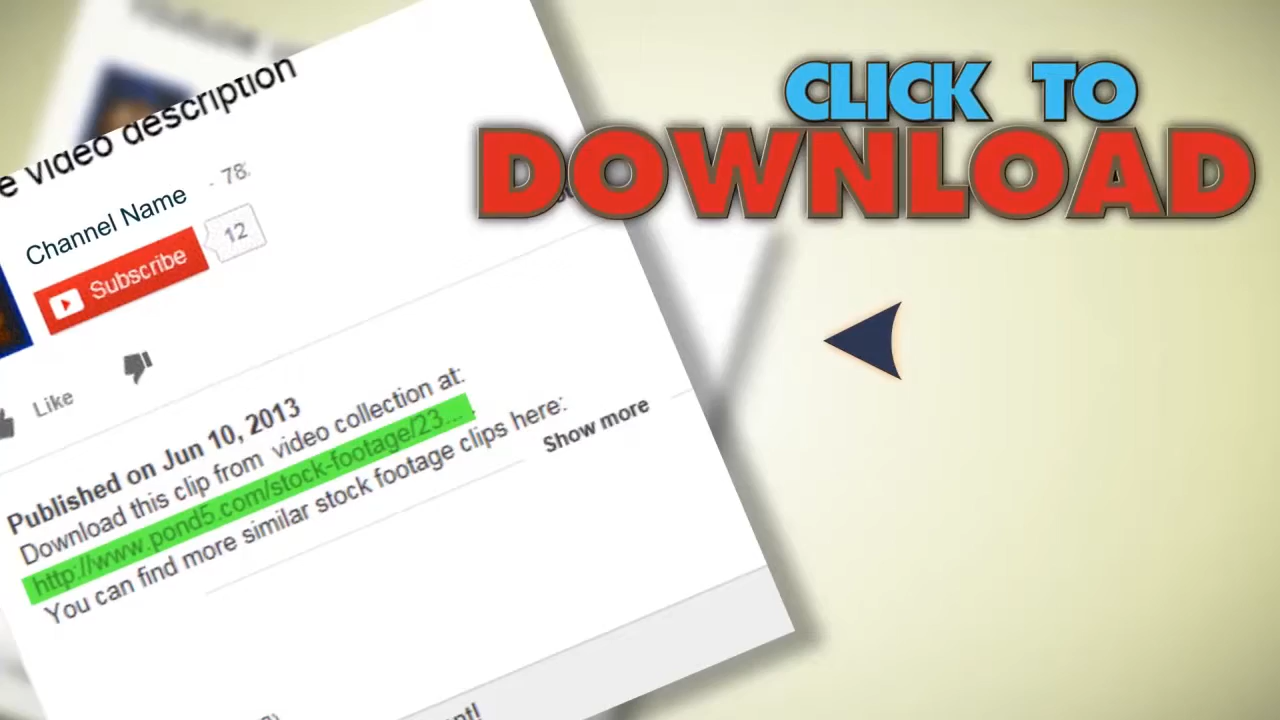 CLICK TO
DOWNLOAD
e video description
Channel Name
78
Subscribe
12
Like
Published on Jun 10, 2013
Download this clip from video collection at:
http://www.pond5.com/stock-footage/23... .
You can find more similar stock footage clips here:
Show more